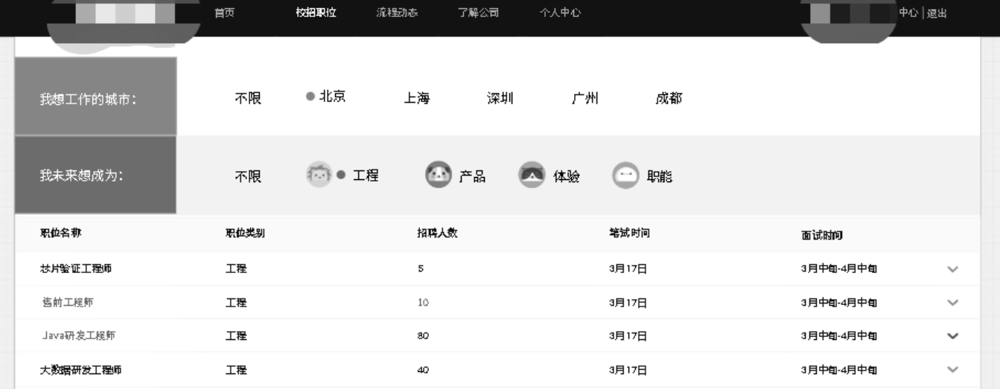 首页 校招职位 流程动态 了解公司 个人中心 中心 | 退出
我想工作的城市： 不限 北京 上海 深圳 广州 成都
我未来想成为： 不限 工程 产品 体验 职能
职位名称 职位类别 招聘人数 笔试时间 面试时间
芯片验证工程师 工程 5 3月17日 3月中旬-4月中旬
售前工程师 工程 10 3月17日 3月中旬-4月中旬
Java研发工程师 工程 80 3月17日 3月中旬-4月中旬
大数据研发工程师 工程 40 3月17日 3月中旬-4月中旬